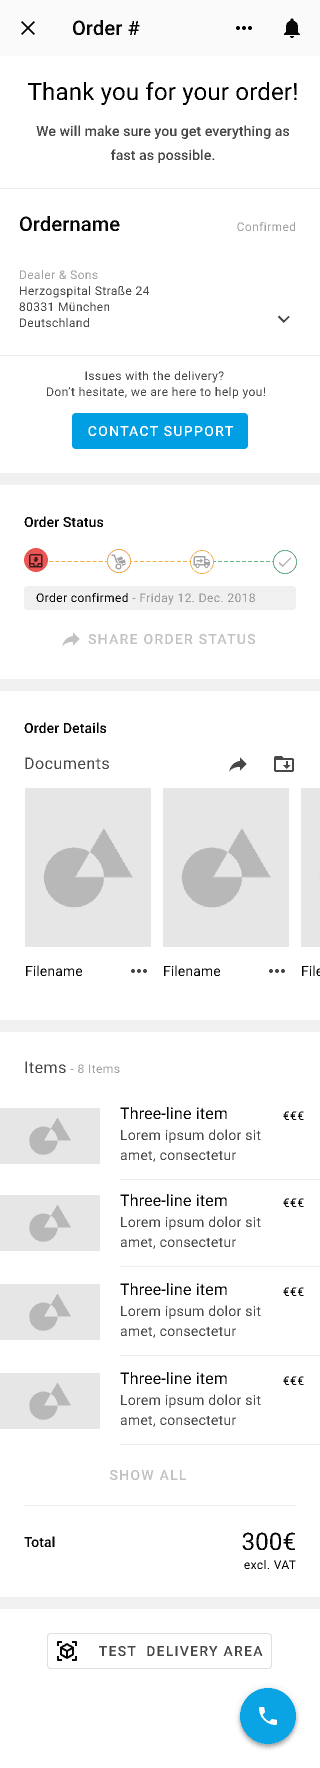 Order #
Thank you for your order!
We will make sure you get everything as
fast as possible.
Ordername
Confirmed
Dealer & Sons
Herzogspital Straße 24
80331 München
Deutschland
Issues with the delivery?
Don't hesitate, we are here to help you!
CONTACT SUPPORT
Order Status
Order confirmed - Friday 12. Dec. 2018
SHARE ORDER STATUS
Order Details
Documents
Filename
Filename
File
Items - 8 Items
Three-line item
€€€
Lorem ipsum dolor sit
amet, consectetur
Three-line item
€€€
Lorem ipsum dolor sit
amet, consectetur
Three-line item
€€€
Lorem ipsum dolor sit
amet, consectetur
Three-line item
€€€
Lorem ipsum dolor sit
amet, consectetur
SHOW ALL
Total
300€
excl. VAT
TEST DELIVERY AREA